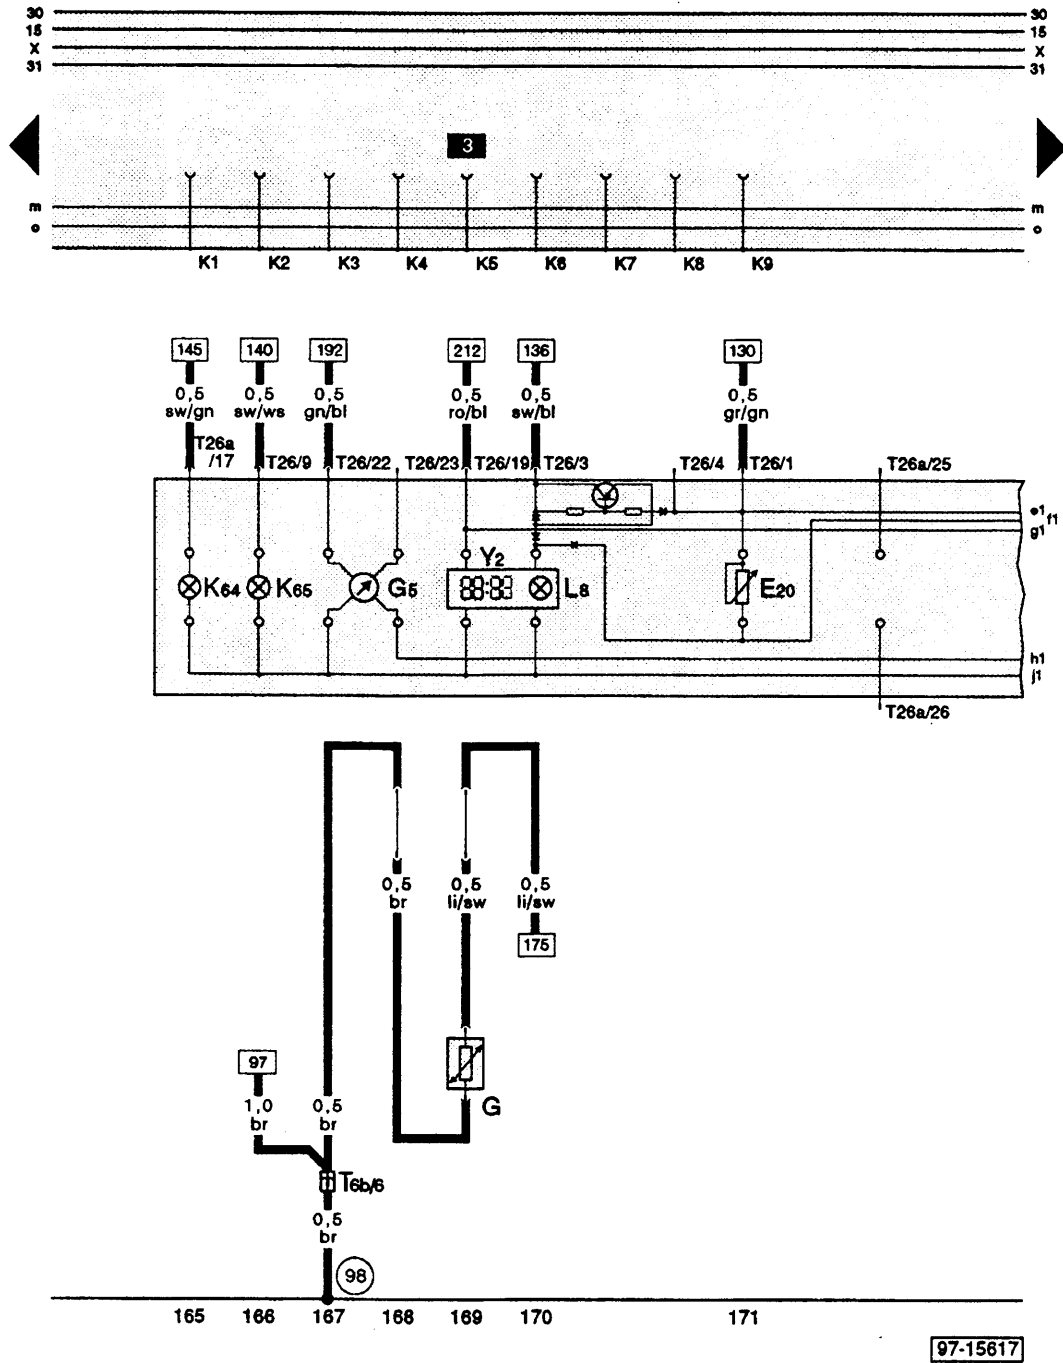 30 30
15 15
X X
31 31
3
m m
o o
K1 K2 K3 K4 K5 K6 K7 K8 K9
145 140 192 212 136 130
0,5 0,5 0,5 0,5 0,5 0,5
sw/gn sw/ws gn/bl ro/bl sw/bl gr/gn
T26a
/17 T26/9 T26/22 T26/23 T26/19 T26/3 T26/4 T26/1 T26a/25
e1
f1
g1
Y2
K64 K65 G5 88:88 L8 E20
h1
j1
T26a/26
0,5 0,5 0,5
br li/sw li/sw
175
97
G
1,0 0,5
br br
T6b/6
0,5
br
98
165 166 167 168 169 170 171
97-15617